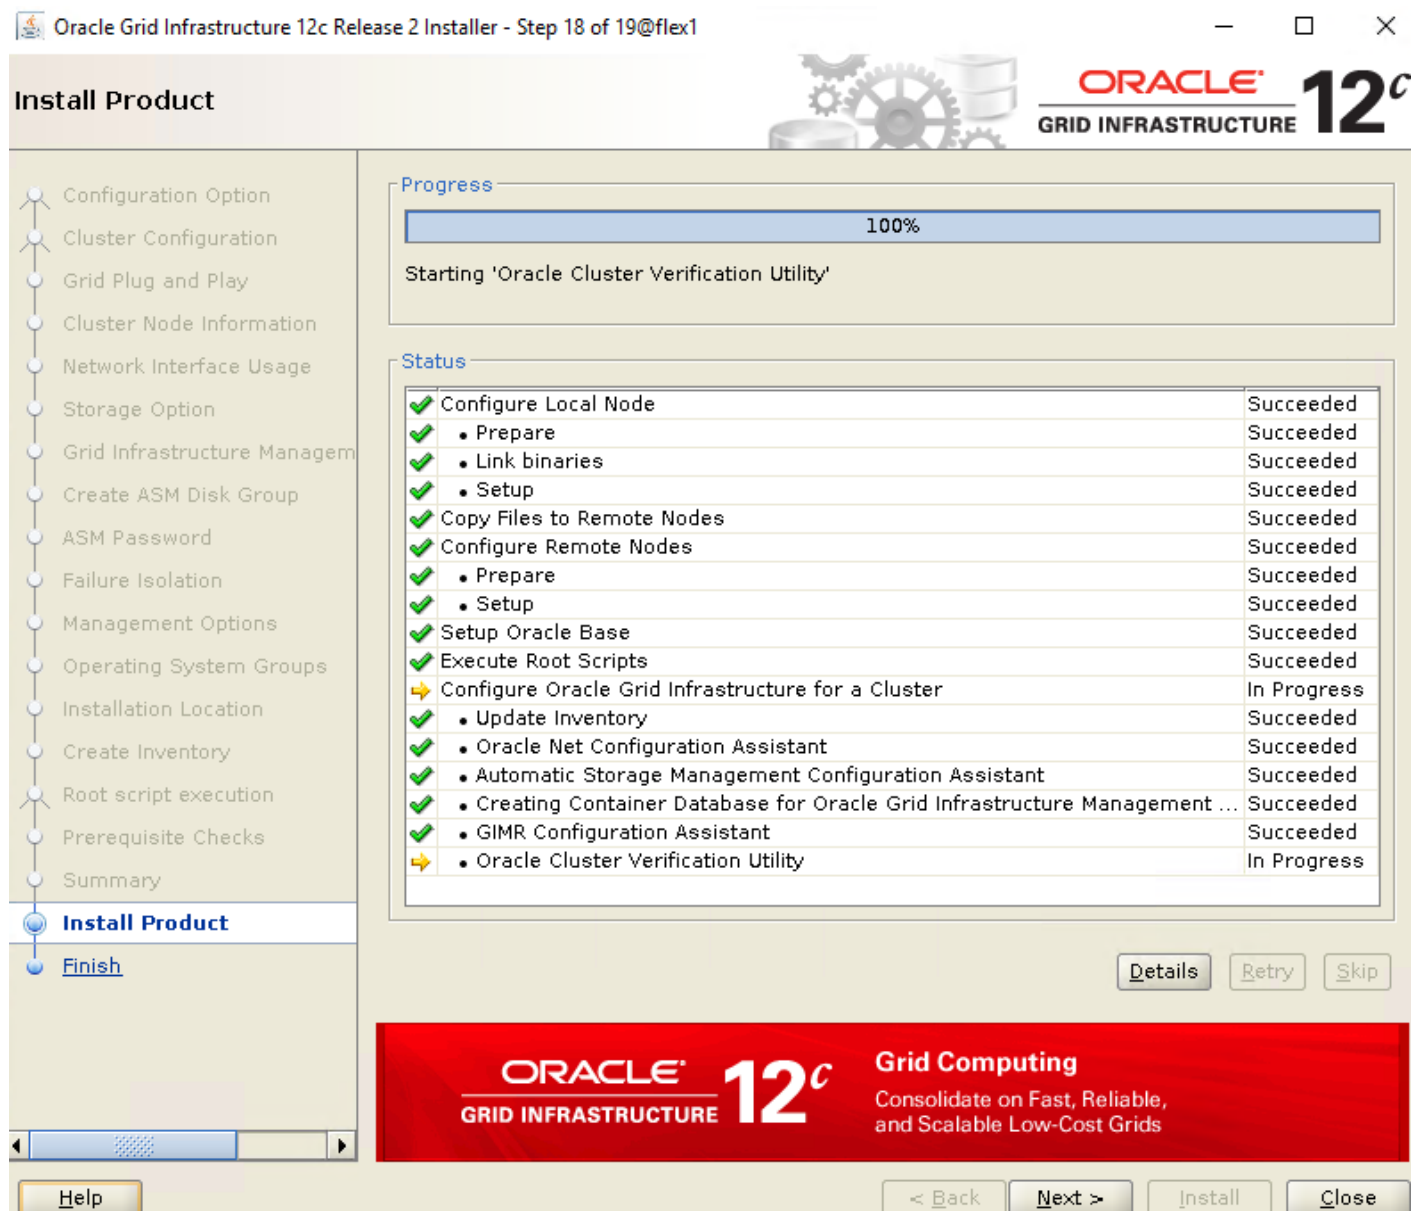 Oracle Grid Infrastructure 12c Release 2 Installer - Step 18 of 19@flex1
Install Product
ORACLE
GRID INFRASTRUCTURE
12c
Configuration Option
Cluster Configuration
Grid Plug and Play
Cluster Node Information
Network Interface Usage
Storage Option
Grid Infrastructure Managem
Create ASM Disk Group
ASM Password
Failure Isolation
Management Options
Operating System Groups
Installation Location
Create Inventory
Root script execution
Prerequisite Checks
Summary
Install Product
Finish
Progress
100%
Starting 'Oracle Cluster Verification Utility'
Status
Configure Local Node Succeeded
• Prepare Succeeded
• Link binaries Succeeded
• Setup Succeeded
Copy Files to Remote Nodes Succeeded
Configure Remote Nodes Succeeded
• Prepare Succeeded
• Setup Succeeded
Setup Oracle Base Succeeded
Execute Root Scripts Succeeded
Configure Oracle Grid Infrastructure for a Cluster In Progress
• Update Inventory Succeeded
• Oracle Net Configuration Assistant Succeeded
• Automatic Storage Management Configuration Assistant Succeeded
• Creating Container Database for Oracle Grid Infrastructure Management ... Succeeded
• GIMR Configuration Assistant Succeeded
• Oracle Cluster Verification Utility In Progress
Details Retry Skip
ORACLE
GRID INFRASTRUCTURE
12c
Grid Computing
Consolidate on Fast, Reliable,
and Scalable Low-Cost Grids
Help < Back Next > Install Close